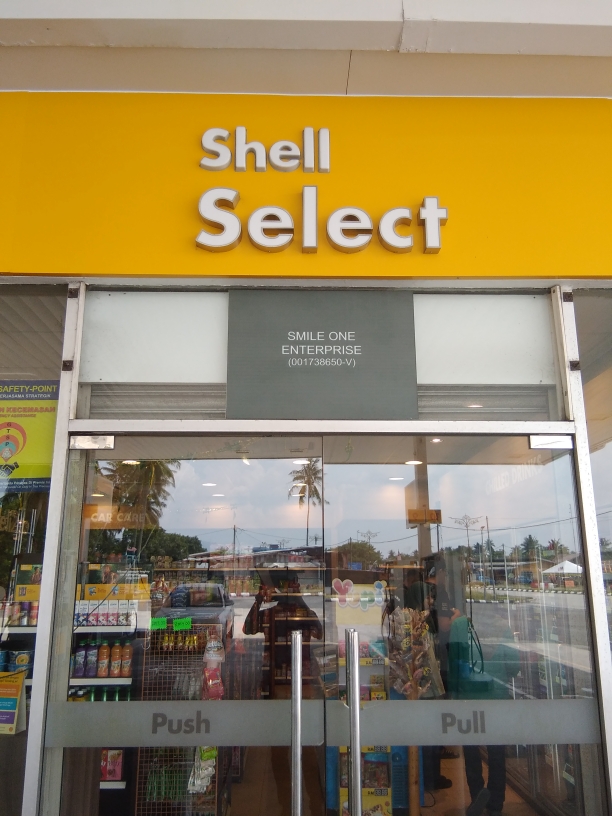 Shell
Select
SMILE ONE
ENTERPRISE
(001738650-V)
SAFETY-POINT
CAR CARE
Push
Pull